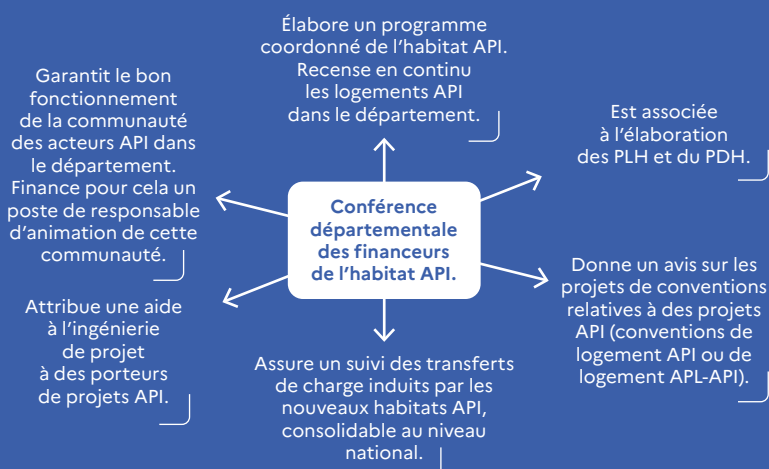 Élabore un programme
coordonné de l'habitat API.
Recense en continu
les logements API
dans le département.
Garantit le bon
fonctionnement
de la communauté
des acteurs API dans
le département.
Finance pour cela un
poste de responsable
d'animation de cette
communauté.
Est associée
à l'élaboration
des PLH et du PDH.
Conférence
départementale
des financeurs
de l'habitat API.
Attribue une aide
à l'ingénierie
de projet
à des porteurs
de projets API.
Donne un avis sur les
projets de conventions
relatives à des projets
API (conventions de
logement API ou de
logement APL-API).
Assure un suivi des transferts
de charge induits par les
nouveaux habitats API,
consolidable au niveau
national.